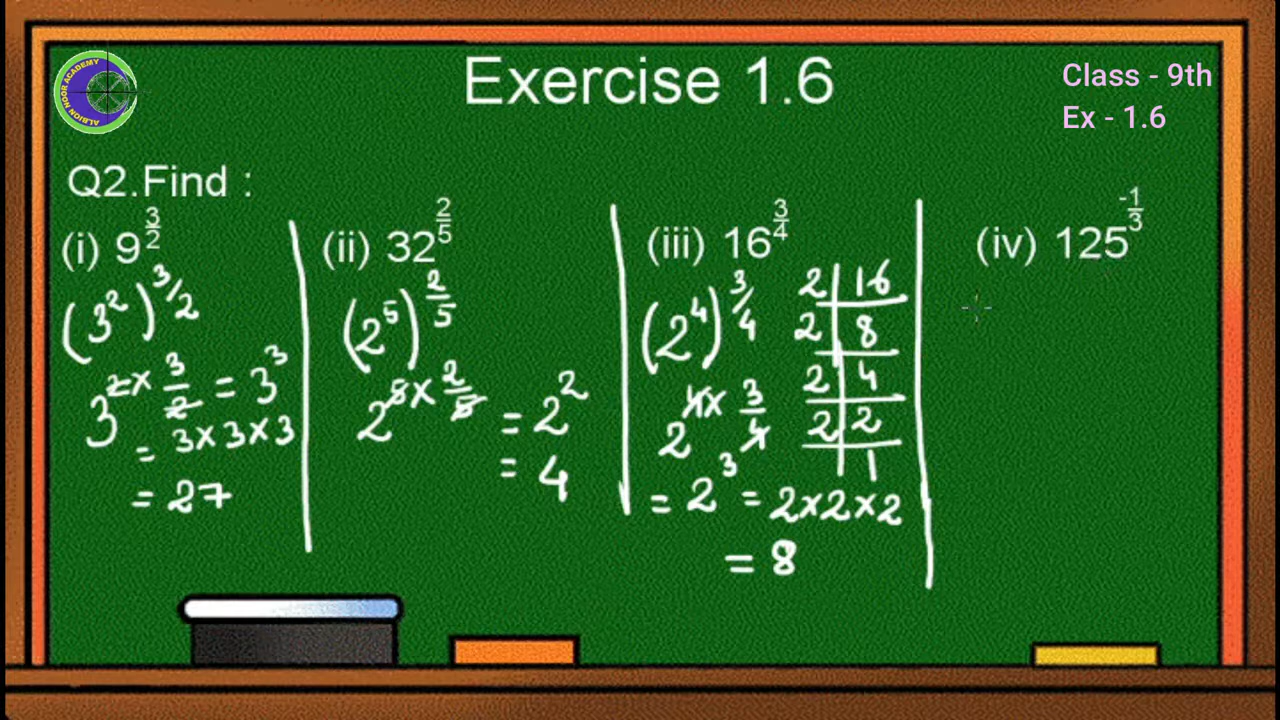 ALBION NOOR ACADEMY
Exercise 1.6
Class - 9th
Ex - 1.6
Q2.Find :
(i) 9^(3/2)
(3²)^(3/2)
3^(2×3/2) = 3³
= 3×3×3
= 27
(ii) 32^(2/5)
(2⁵)^(2/5)
2^(5×2/5) = 2²
= 4
(iii) 16^(3/4)
(2⁴)^(3/4)
2^(4×3/4)
2 | 16
2 | 8
2 | 4
2 | 2
| 1
= 2³ = 2×2×2
= 8
(iv) 125^(-1/3)